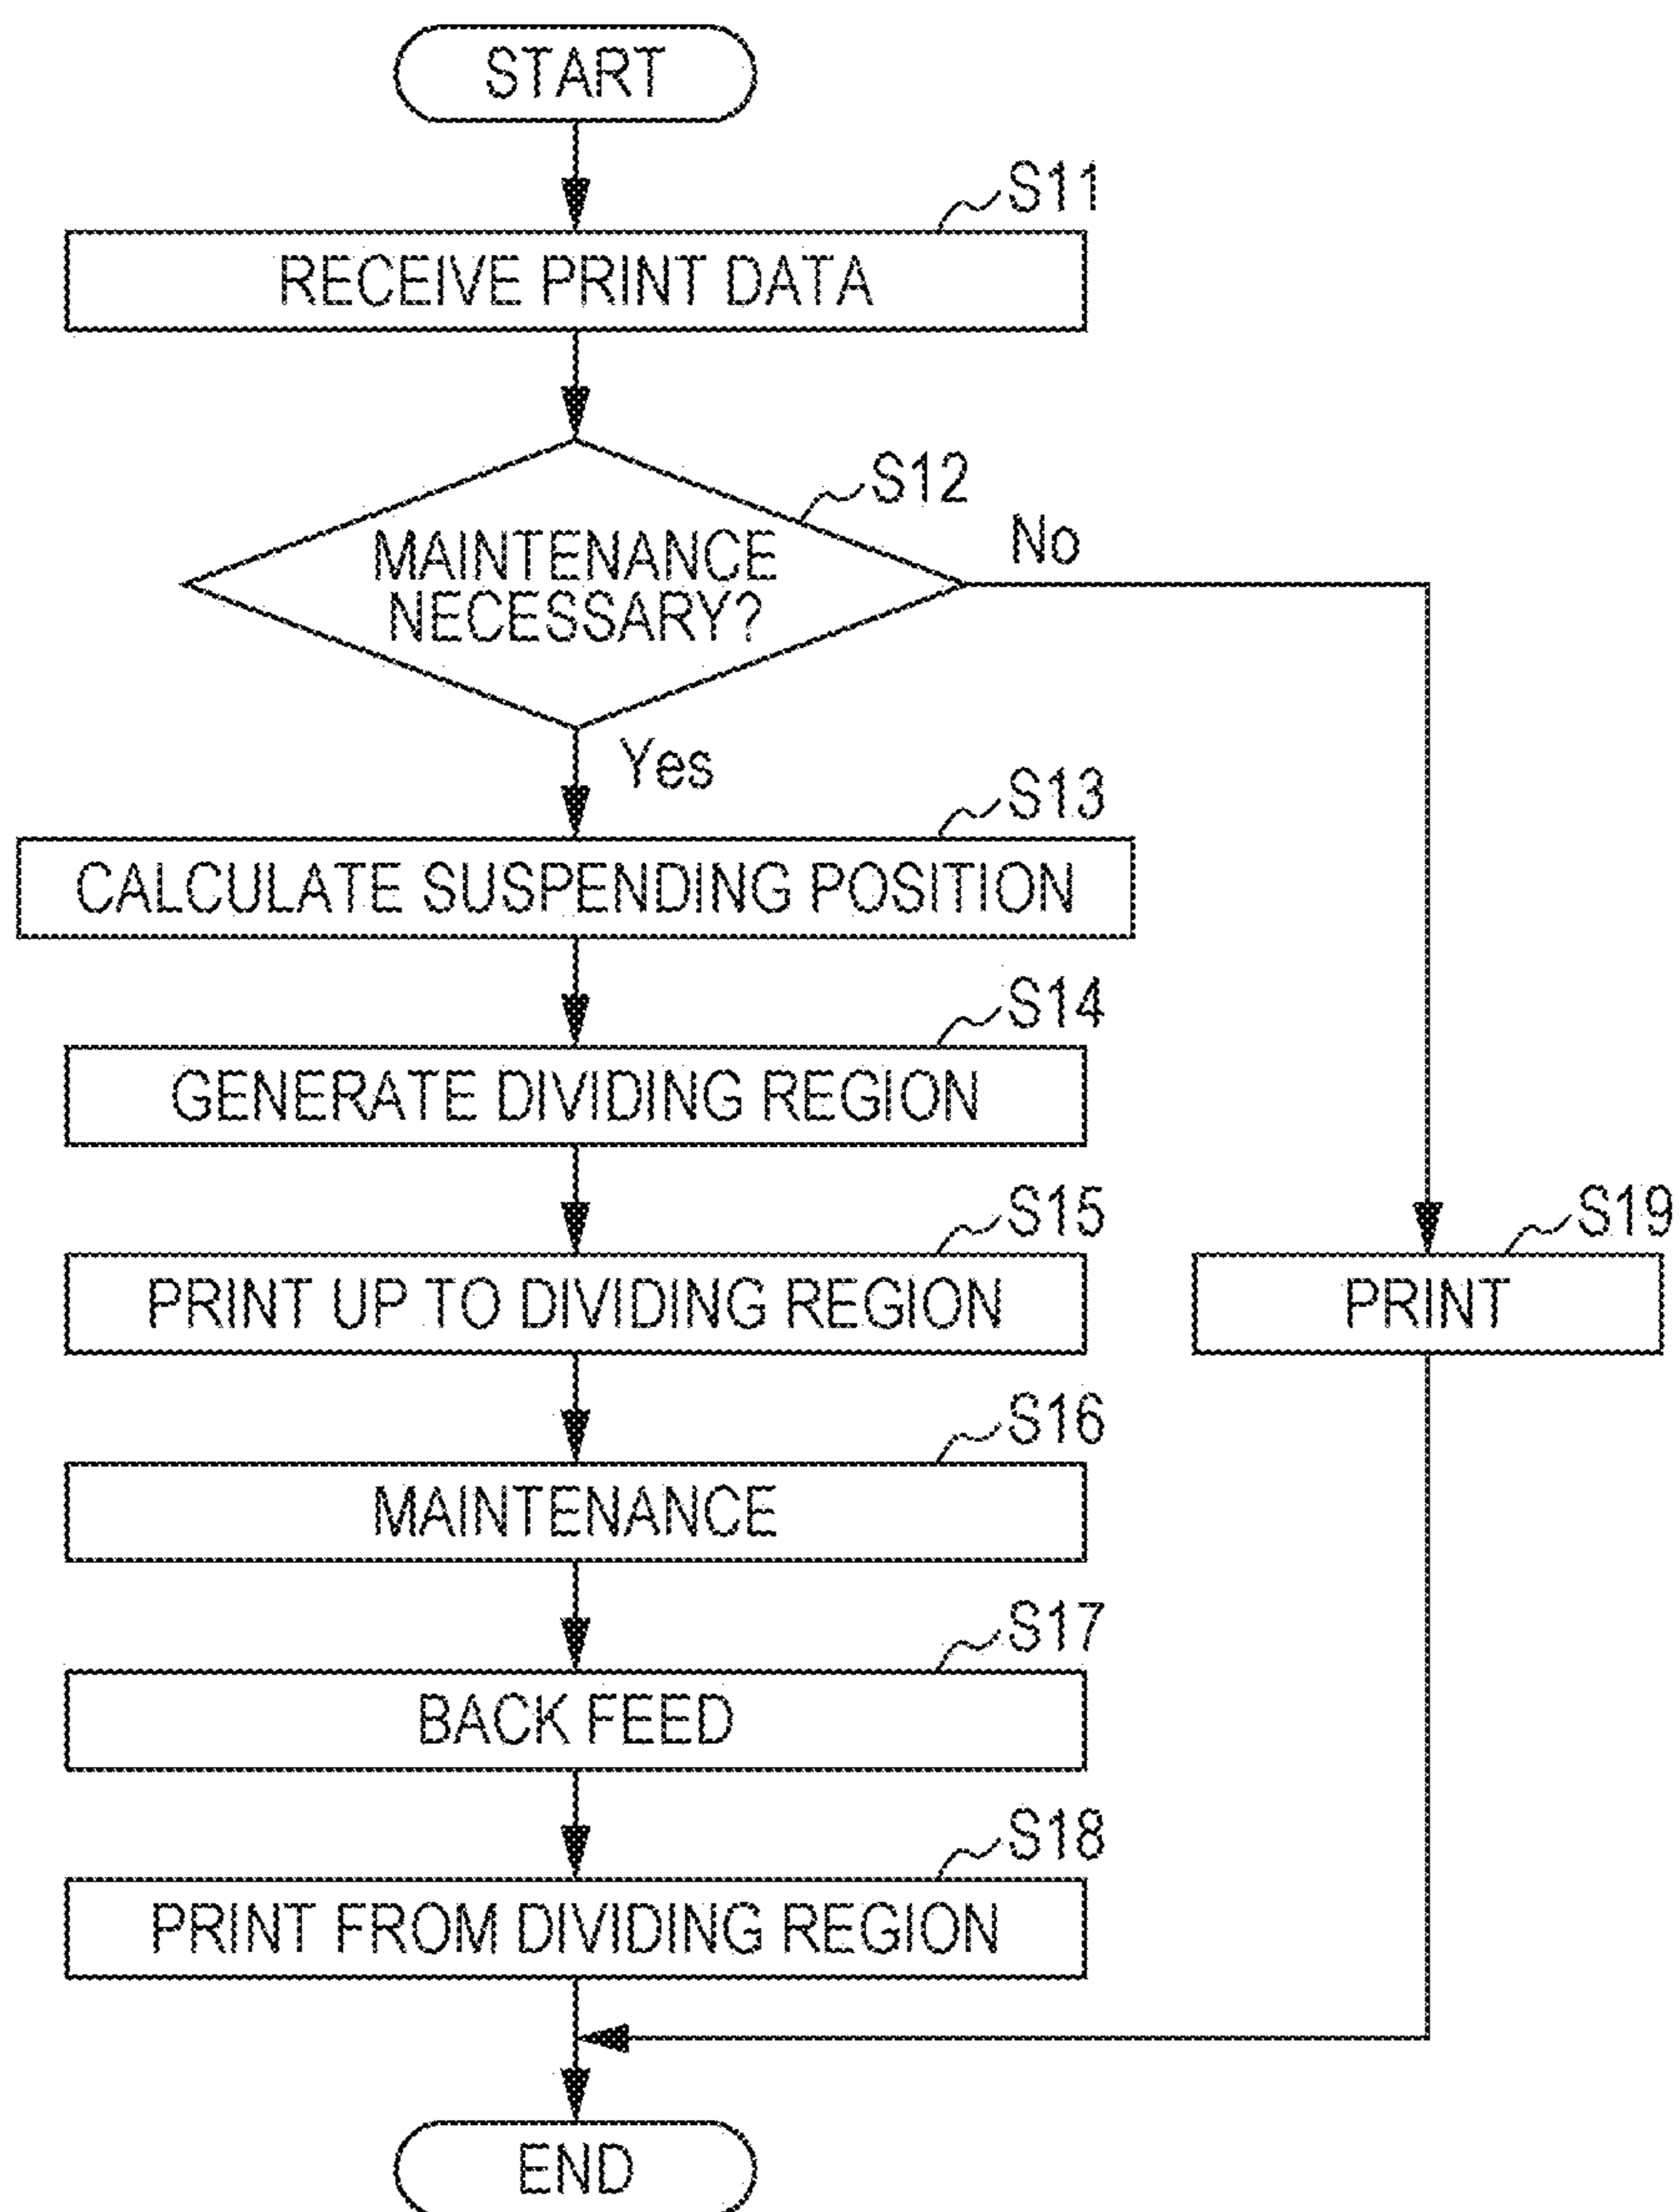 START
S11
RECEIVE PRINT DATA
S12
MAINTENANCE
NECESSARY?
No
Yes
S13
CALCULATE SUSPENDING POSITION
S14
GENERATE DIVIDING REGION
S15
PRINT UP TO DIVIDING REGION
S19
PRINT
S16
MAINTENANCE
S17
BACK FEED
S18
PRINT FROM DIVIDING REGION
END